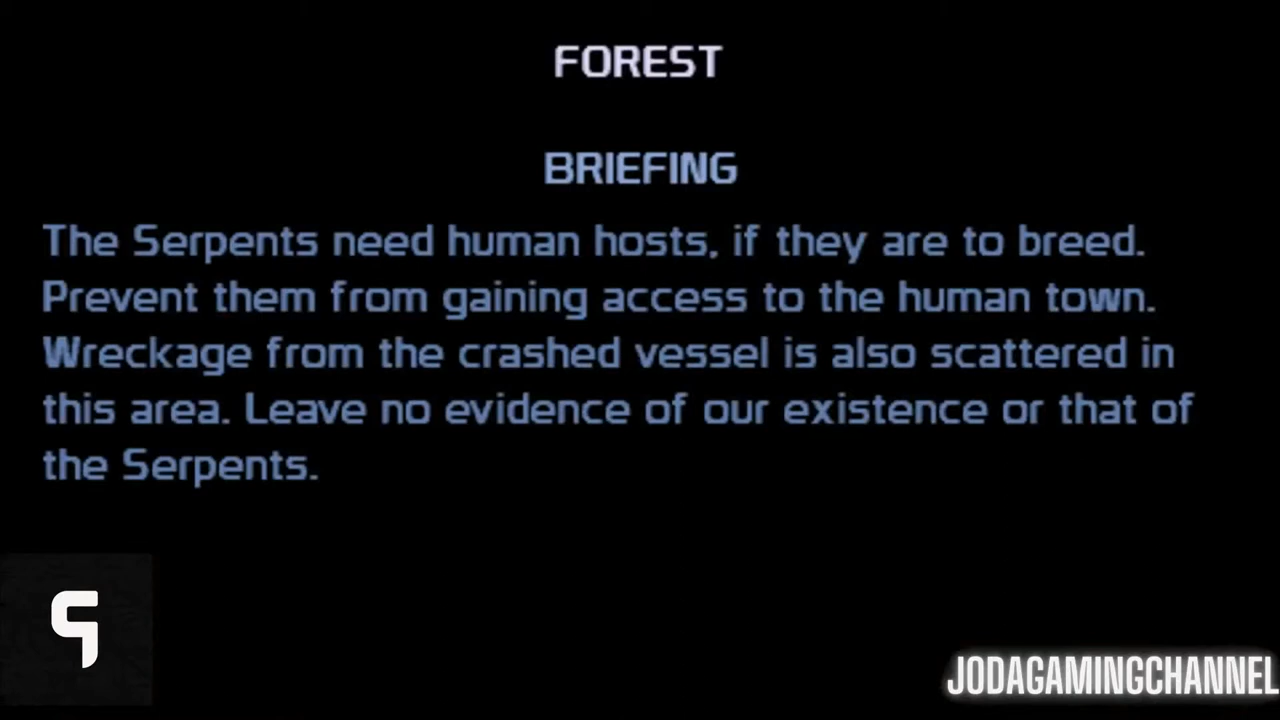 FOREST
BRIEFING
The Serpents need human hosts, if they are to breed.
Prevent them from gaining access to the human town.
Wreckage from the crashed vessel is also scattered in
this area. Leave no evidence of our existence or that of
the Serpents.
JODAGAMINGCHANNEL